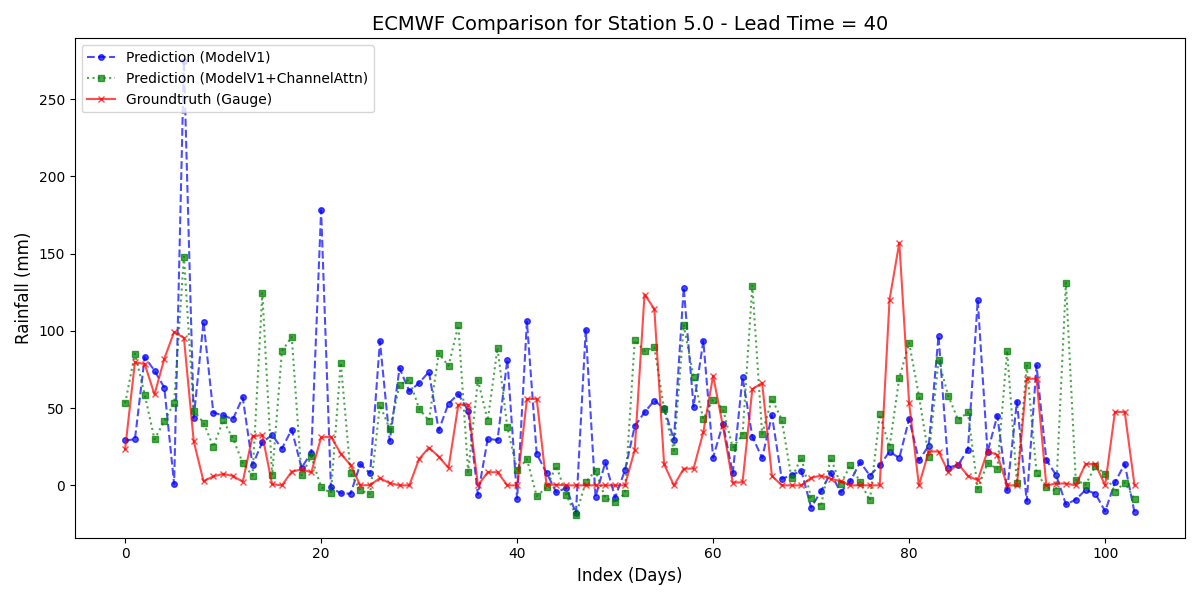 ECMWF Comparison for Station 5.0 - Lead Time = 40
Prediction (ModelV1)
Prediction (ModelV1+ChannelAttn)
Groundtruth (Gauge)
Rainfall (mm)
250
200
150
100
50
0
0 20 40 60 80 100
Index (Days)